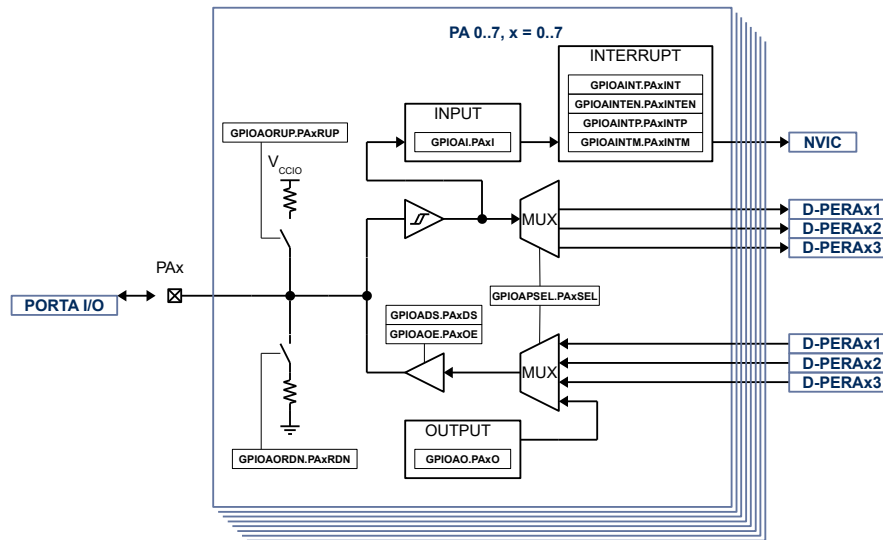 PA 0..7, x = 0..7
INTERRUPT
GPIOAINT.PAxINT
GPIOAINTEN.PAxINTEN
GPIOAINTP.PAxINTP
GPIOAINTM.PAxINTM
INPUT
GPIOAI.PAxI
NVIC
GPIOAORUP.PAxRUP
VCCIO
MUX
D-PERAx1
D-PERAx2
D-PERAx3
PAx
PORTA I/O
GPIOAPSEL.PAxSEL
GPIOADS.PAxDS
GPIOAOE.PAxOE
MUX
D-PERAx1
D-PERAx2
D-PERAx3
OUTPUT
GPIOAO.PAxO
GPIOAORDN.PAxRDN